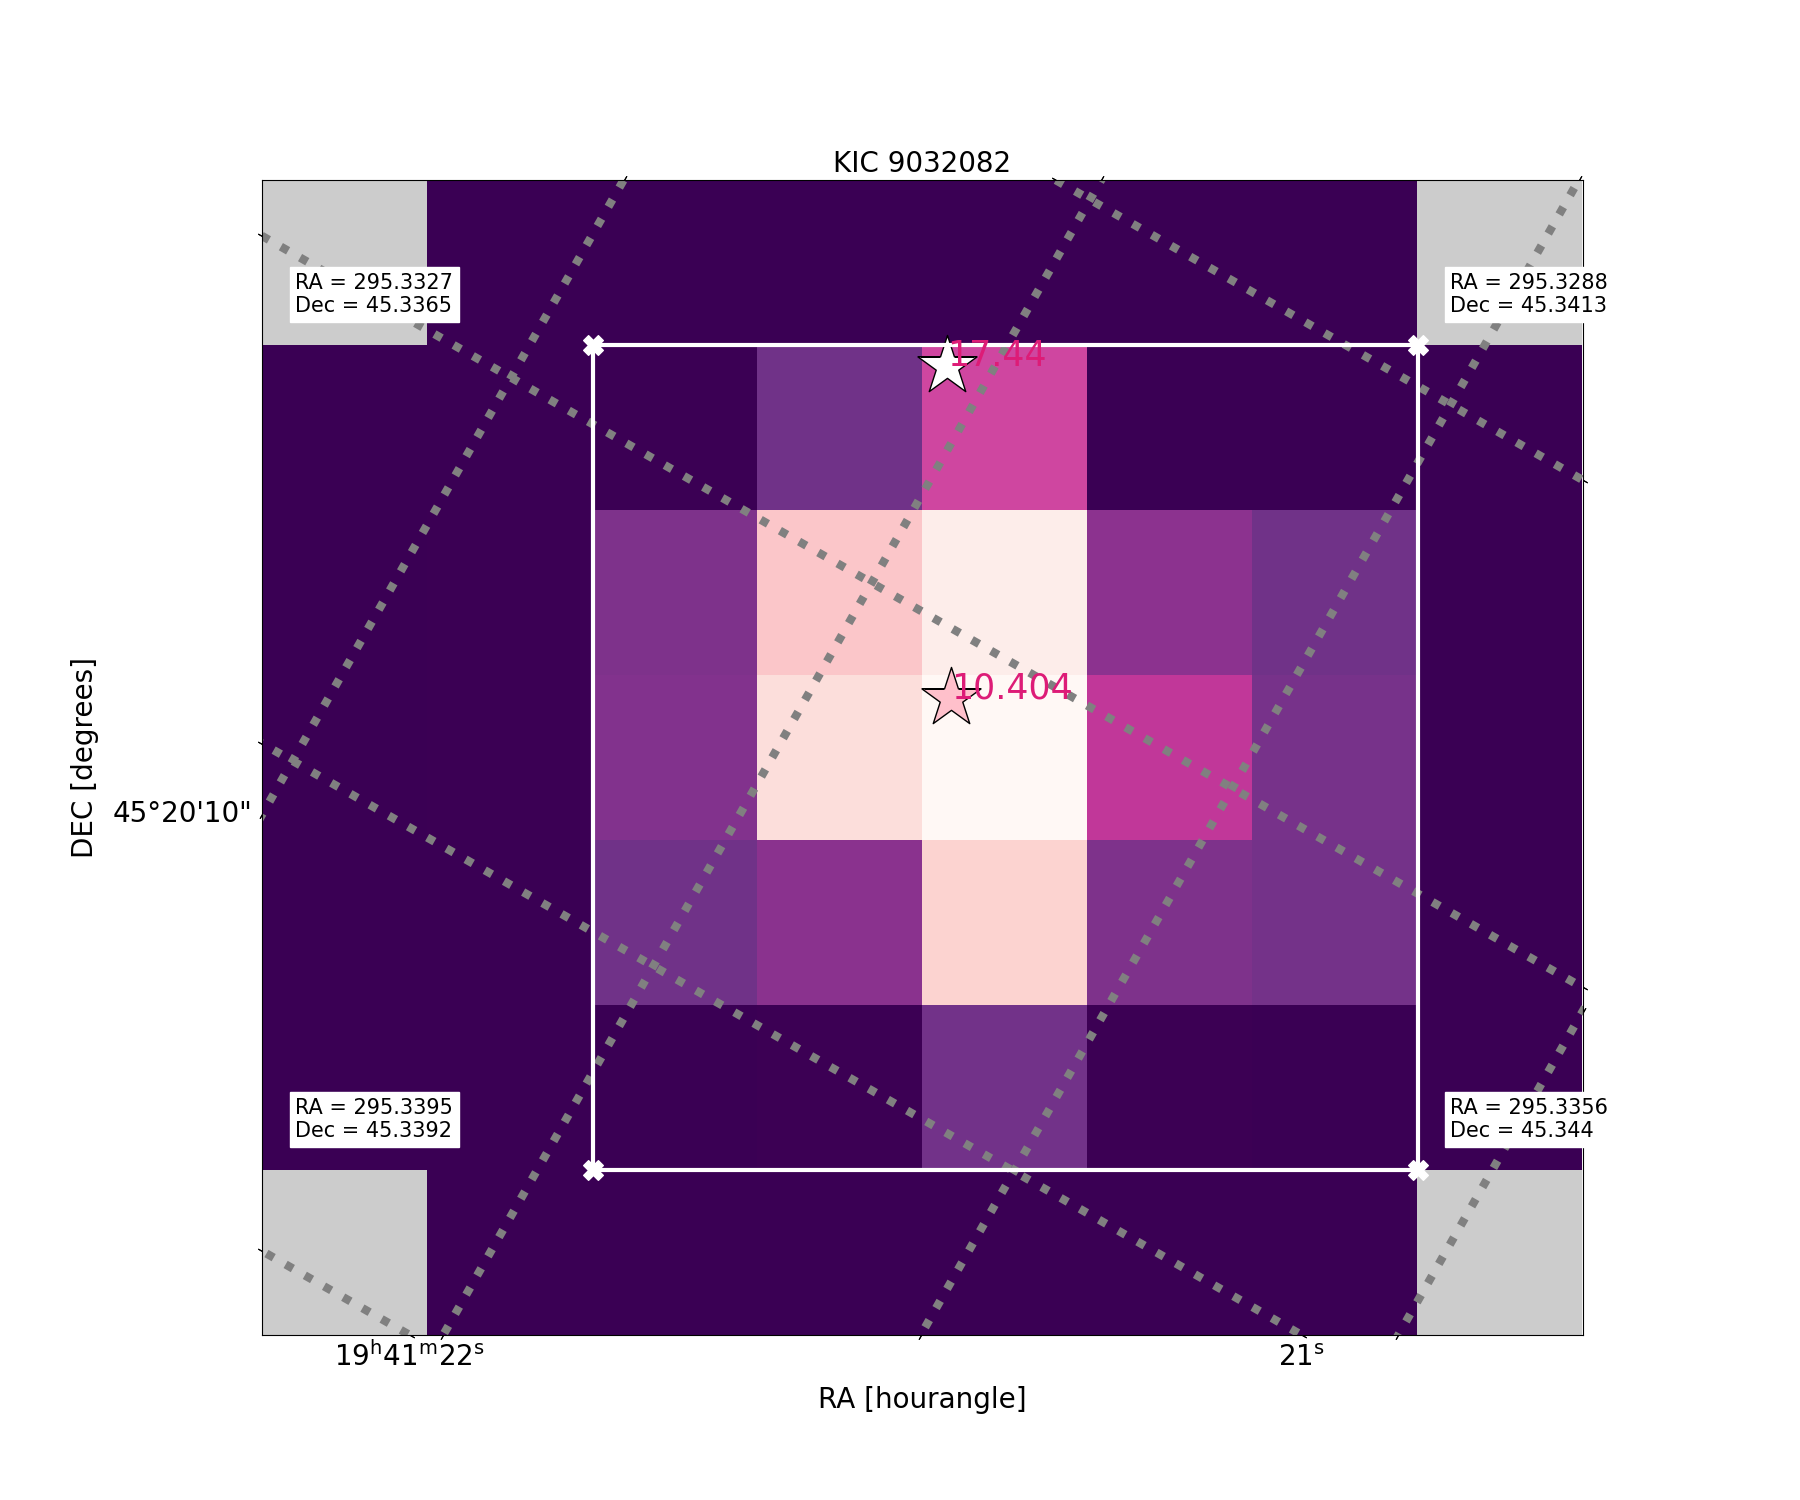 KIC 9032082
RA = 295.3327
Dec = 45.3365
RA = 295.3288
Dec = 45.3413
17.44
10.404
DEC [degrees]
45°20'10"
RA = 295.3395
Dec = 45.3392
RA = 295.3356
Dec = 45.344
19h41m22s
21s
RA [hourangle]